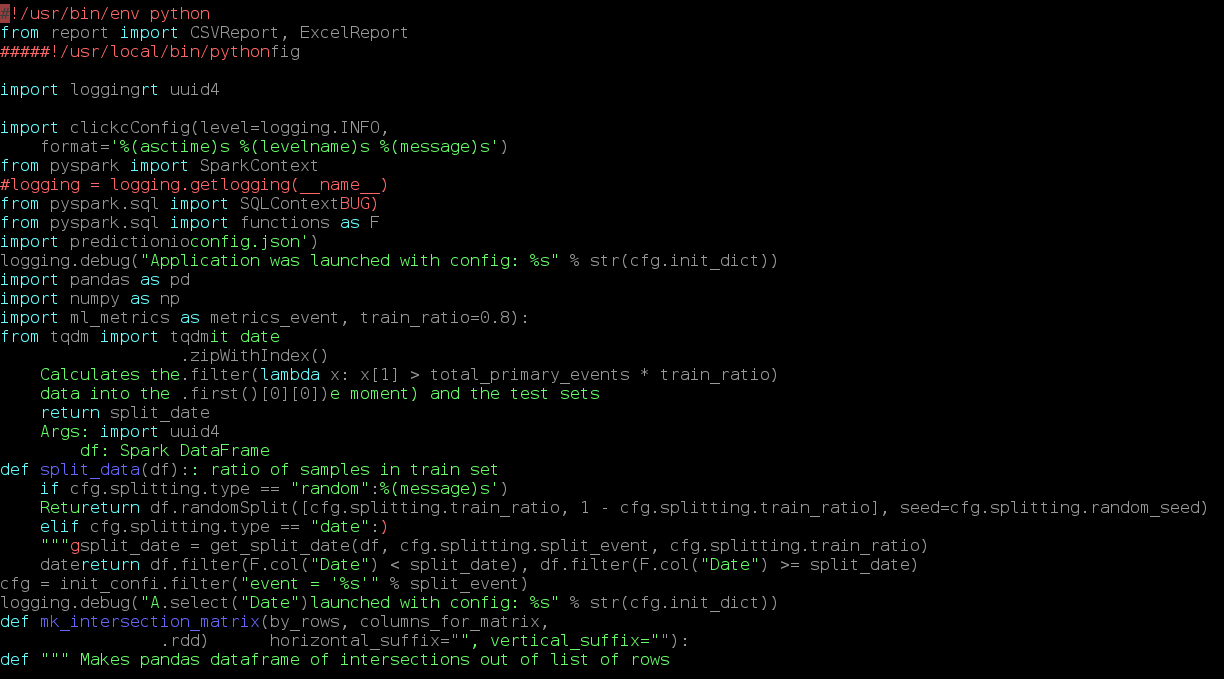 #!/usr/bin/env python
from report import CSVReport, ExcelReport
#####!/usr/local/bin/pythonfig
import loggingrt uuid4
import clickcConfig(level=logging.INFO,
    format='%(asctime)s %(levelname)s %(message)s')
from pyspark import SparkContext
#logging = logging.getlogging(__name__)
from pyspark.sql import SQLContextBUG)
from pyspark.sql import functions as F
import predictionioconfig.json')
logging.debug("Application was launched with config: %s" % str(cfg.init_dict))
import pandas as pd
import numpy as np
import ml_metrics as metrics_event, train_ratio=0.8):
from tqdm import tqdmit date
                  .zipWithIndex()
    Calculates the.filter(lambda x: x[1] > total_primary_events * train_ratio)
    data into the .first()[0][0])e moment) and the test sets
    return split_date
    Args: import uuid4
        df: Spark DataFrame
def split_data(df):: ratio of samples in train set
    if cfg.splitting.type == "random":%(message)s')
    Retureturn df.randomSplit([cfg.splitting.train_ratio, 1 - cfg.splitting.train_ratio], seed=cfg.splitting.random_seed)
    elif cfg.splitting.type == "date":)
    """gsplit_date = get_split_date(df, cfg.splitting.split_event, cfg.splitting.train_ratio)
    datereturn df.filter(F.col("Date") < split_date), df.filter(F.col("Date") >= split_date)
cfg = init_confi.filter("event = '%s'" % split_event)
logging.debug("A.select("Date")launched with config: %s" % str(cfg.init_dict))
def mk_intersection_matrix(by_rows, columns_for_matrix,
                .rdd)      horizontal_suffix="", vertical_suffix=""):
def """ Makes pandas dataframe of intersections out of list of rows